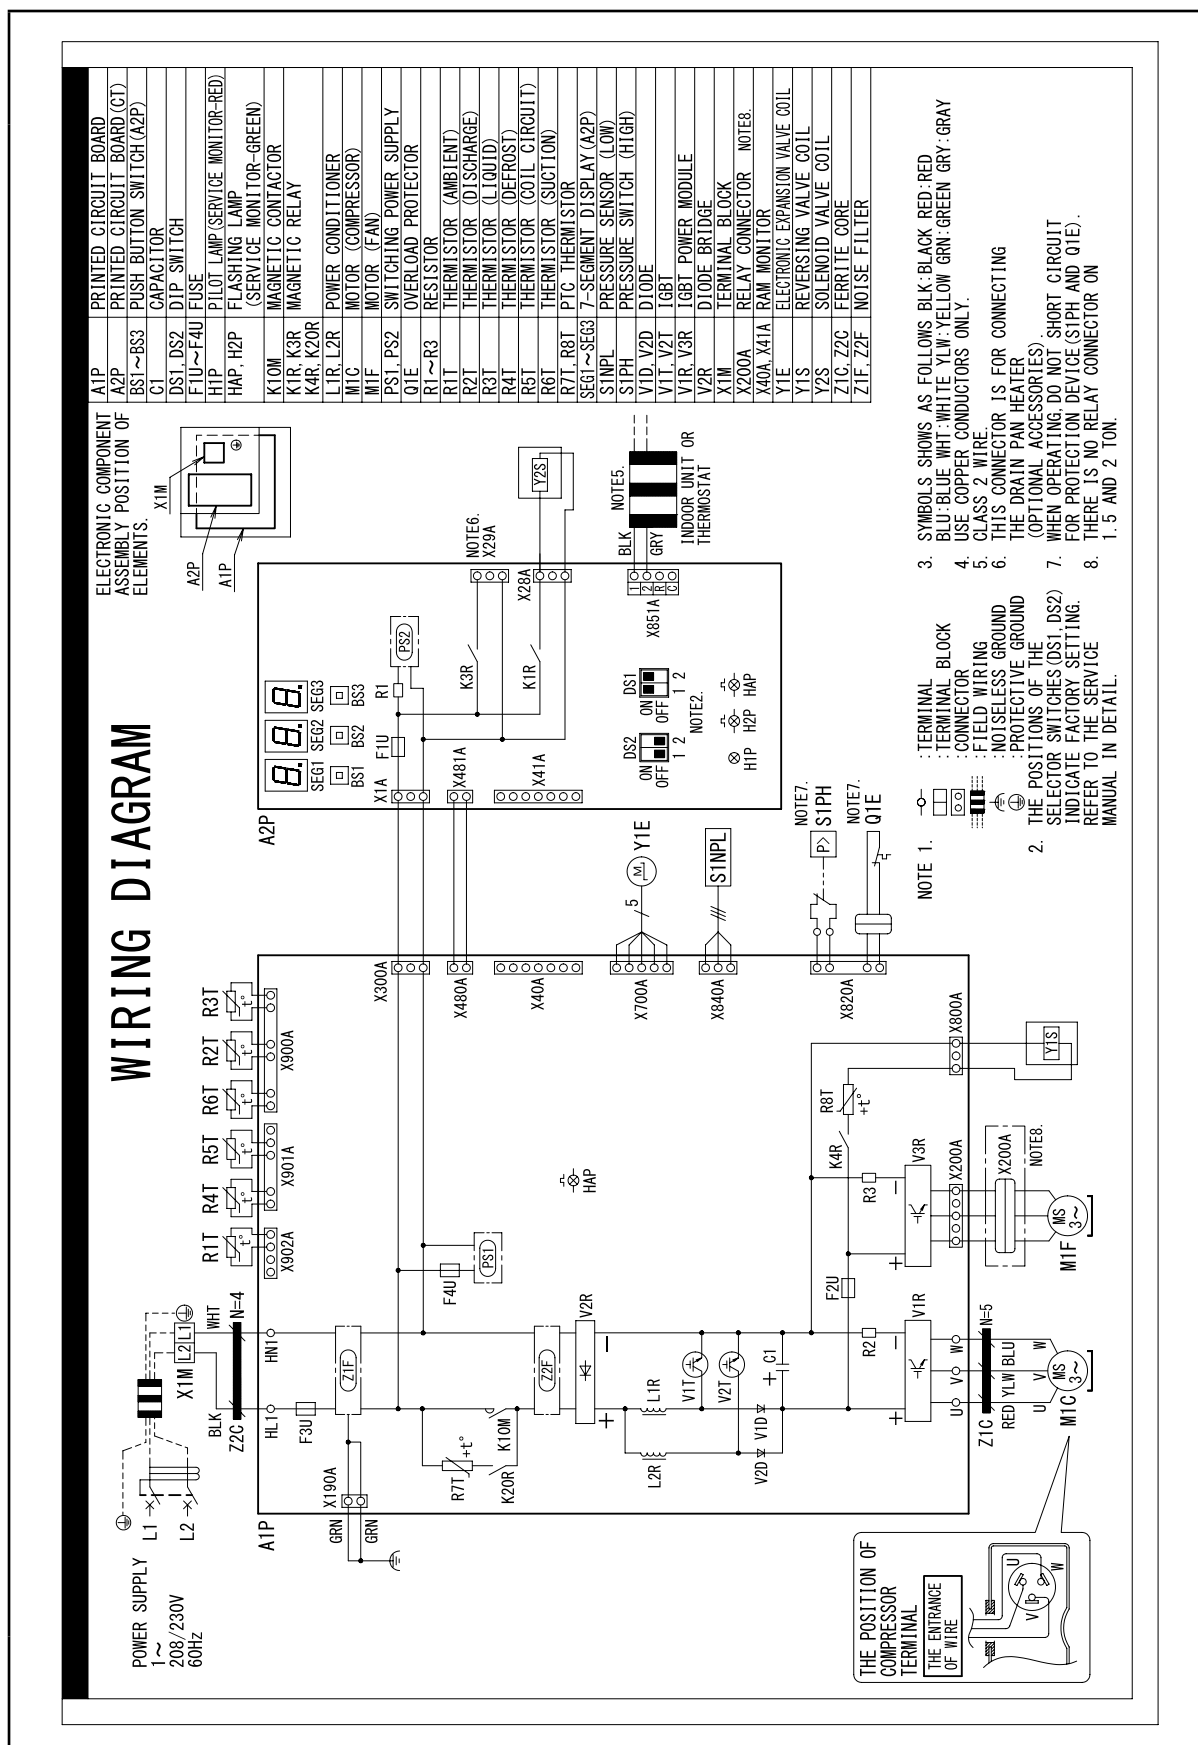 WIRING DIAGRAM
POWER SUPPLY
1~
208/230V
60Hz
L1
L2
X1M
L2 L1
BLK
WHT
Z2C
N=4
HL1
HN1
A1P
F3U
X190A
GRN
GRN
Z1F
R7T
+t°
K20R
K10M
F4U
PS1
Z2F
V2R
+
−
L2R
L1R
V1T
V2T
V2D
V1D
+
C1
R2
V1R
+
−
F2U
R3
V3R
+
−
K4R
R8T
+t°
HAP
R1T
t°
R4T
t°
R5T
t°
R6T
t°
R2T
t°
R3T
t°
X902A
X901A
X900A
X300A
X480A
X40A
X700A
X840A
X820A
X800A
X200A
X200A
NOTE8.
Y1S
U
V
W
Z1C
N=5
RED
YLW
BLU
U
V
W
MS
3~
M1C
MS
3~
M1F
5
M
Y1E
S1NPL
NOTE7.
P>
S1PH
NOTE7.
Q1E
THE POSITION OF
COMPRESSOR
TERMINAL
THE ENTRANCE
OF WIRE
U
V
W
A2P
X1A
X481A
X41A
SEG1
SEG2
SEG3
BS1
BS2
BS3
F1U
R1
PS2
K3R
K1R
NOTE6.
X29A
X28A
Y2S
DS2
ON
OFF
1 2
DS1
ON
OFF
1 2
NOTE2.
H1P
H2P
HAP
X851A
1
2
R
C
BLK
GRY
NOTE5.
INDOOR UNIT OR
THERMOSTAT
ELECTRONIC COMPONENT
ASSEMBLY POSITION OF
ELEMENTS.
A2P
A1P
X1M
A1P PRINTED CIRCUIT BOARD
A2P PRINTED CIRCUIT BOARD(CT)
BS1~BS3 PUSH BUTTON SWITCH(A2P)
C1 CAPACITOR
DS1, DS2 DIP SWITCH
F1U~F4U FUSE
H1P PILOT LAMP(SERVICE MONITOR-RED)
HAP, H2P FLASHING LAMP
(SERVICE MONITOR-GREEN)
K10M MAGNETIC CONTACTOR
K1R, K3R MAGNETIC RELAY
K4R, K20R
L1R, L2R POWER CONDITIONER
M1C MOTOR (COMPRESSOR)
M1F MOTOR (FAN)
PS1, PS2 SWITCHING POWER SUPPLY
Q1E OVERLOAD PROTECTOR
R1~R3 RESISTOR
R1T THERMISTOR (AMBIENT)
R2T THERMISTOR (DISCHARGE)
R3T THERMISTOR (LIQUID)
R4T THERMISTOR (DEFROST)
R5T THERMISTOR (COIL CIRCUIT)
R6T THERMISTOR (SUCTION)
R7T, R8T PTC THERMISTOR
SEG1~SEG3 7-SEGMENT DISPLAY(A2P)
S1NPL PRESSURE SENSOR (LOW)
S1PH PRESSURE SWITCH (HIGH)
V1D, V2D DIODE
V1T, V2T IGBT
V1R, V3R IGBT POWER MODULE
V2R DIODE BRIDGE
X1M TERMINAL BLOCK
X200A RELAY CONNECTOR NOTE8.
X40A, X41A RAM MONITOR
Y1E ELECTRONIC EXPANSION VALVE COIL
Y1S REVERSING VALVE COIL
Y2S SOLENOID VALVE COIL
Z1C, Z2C FERRITE CORE
Z1F, Z2F NOISE FILTER
NOTE 1. :TERMINAL
:TERMINAL BLOCK
:CONNECTOR
:FIELD WIRING
:NOISELESS GROUND
:PROTECTIVE GROUND
2. THE POSITIONS OF THE
SELECTOR SWITCHES(DS1, DS2)
INDICATE FACTORY SETTING.
REFER TO THE SERVICE
MANUAL IN DETAIL.
3. SYMBOLS SHOWS AS FOLLOWS BLK:BLACK RED:RED
BLU:BLUE WHT:WHITE YLW:YELLOW GRN:GREEN GRY:GRAY
4. USE COPPER CONDUCTORS ONLY.
5. CLASS 2 WIRE.
6. THIS CONNECTOR IS FOR CONNECTING
THE DRAIN PAN HEATER
(OPTIONAL ACCESSORIES).
7. WHEN OPERATING, DO NOT SHORT CIRCUIT
FOR PROTECTION DEVICE(S1PH AND Q1E).
8. THERE IS NO RELAY CONNECTOR ON
1.5 AND 2 TON.